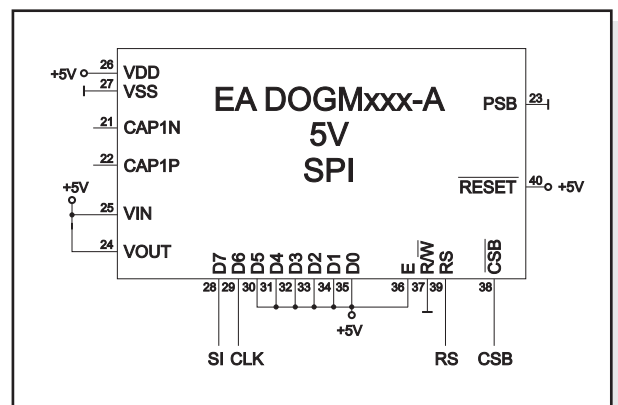 EA DOGMxxx-A
5V
SPI
+5V 26 VDD
27 VSS
21 CAP1N
22 CAP1P
+5V
25 VIN
24 VOUT
PSB 23
RESET 40 +5V
D7 D6 D5 D4 D3 D2 D1 D0 E R/W RS CSB
28 29 30 31 32 33 34 35 36 37 39 38
+5V
SI CLK RS CSB